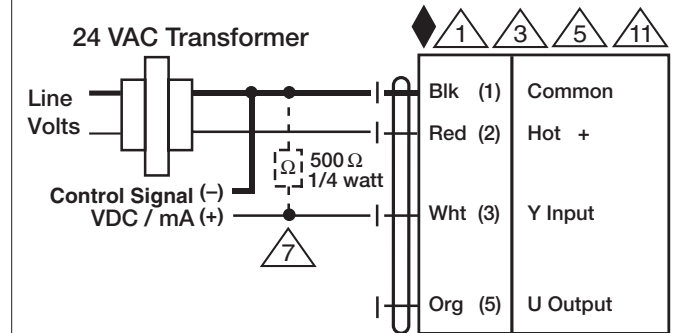 24 VAC Transformer
1 3 5 11
Line
Volts
Blk (1) Common
Red (2) Hot +
Ω 500 Ω
1/4 watt
Control Signal (–)
VDC / mA (+)
Wht (3) Y Input
7
Org (5) U Output